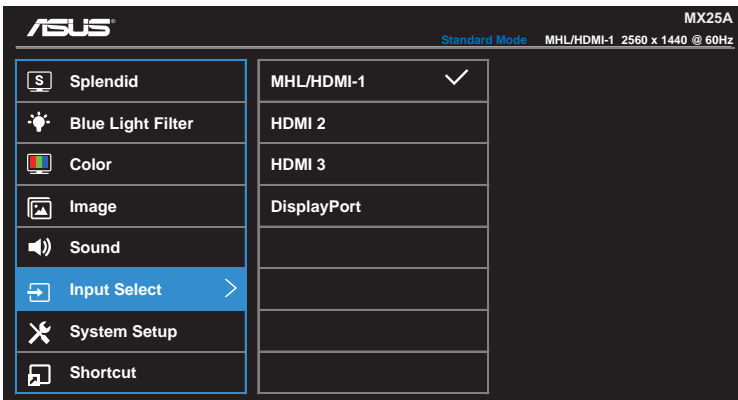 ASUS
MX25A
Standard Mode MHL/HDMI-1 2560 x 1440 @ 60Hz
S Splendid
Blue Light Filter
Color
Image
Sound
Input Select
System Setup
Shortcut
MHL/HDMI-1
HDMI 2
HDMI 3
DisplayPort